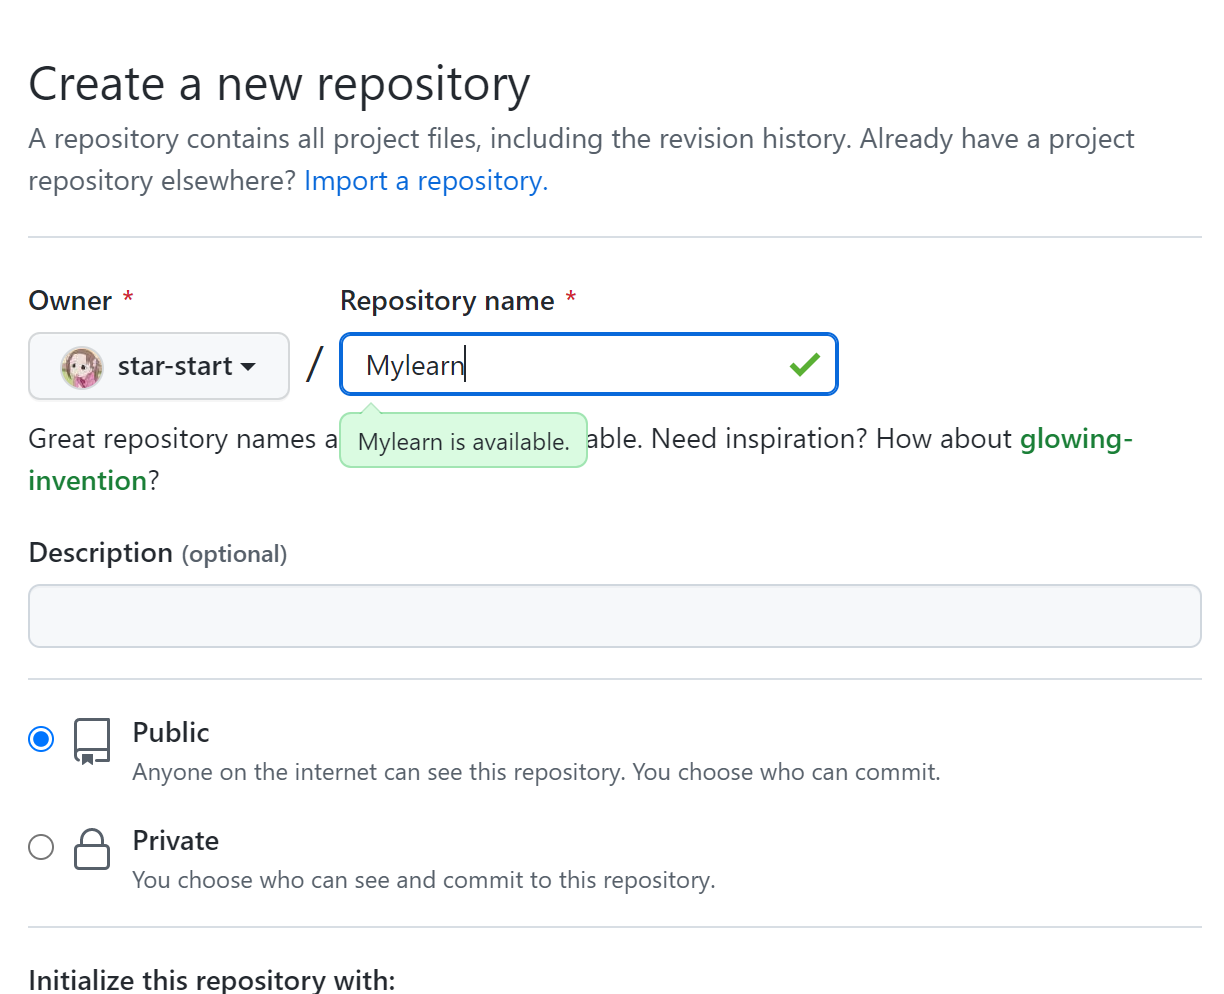 Create a new repository
A repository contains all project files, including the revision history. Already have a project
repository elsewhere? Import a repository.
Owner *
Repository name *
star-start
/
Mylearn
Great repository names a
able. Need inspiration? How about glowing-
Mylearn is available.
invention?
Description (optional)
Public
Anyone on the internet can see this repository. You choose who can commit.
Private
You choose who can see and commit to this repository.
Initialize this repository with: